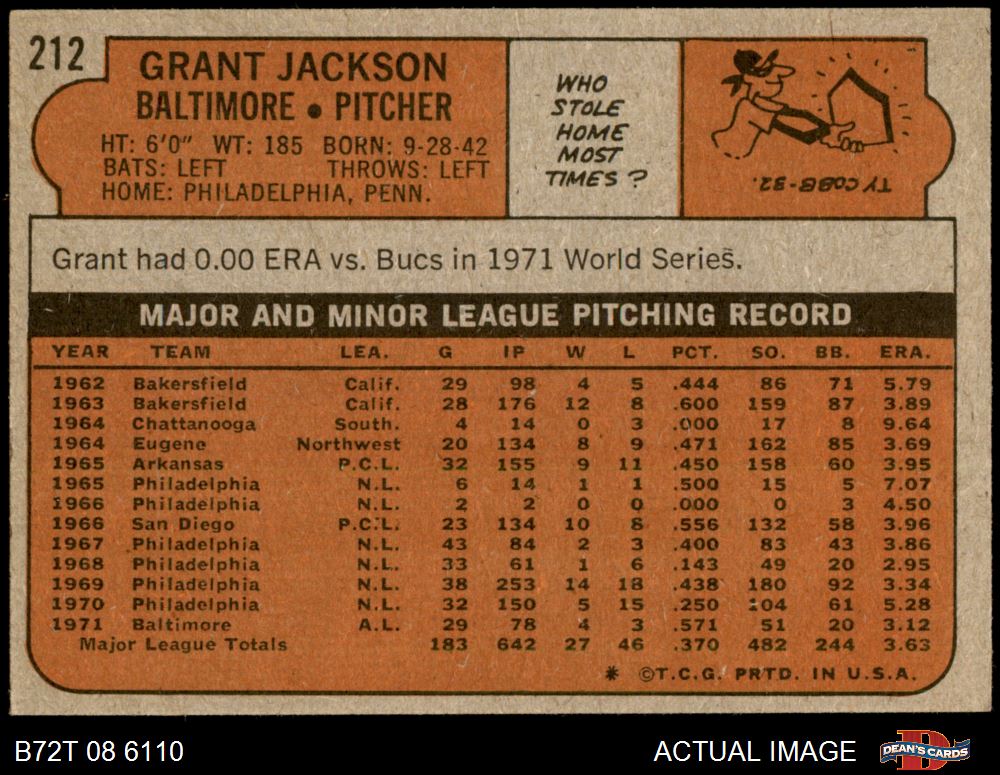 212
GRANT JACKSON
BALTIMORE • PITCHER
HT: 6'0" WT: 185 BORN: 9-28-42
BATS: LEFT THROWS: LEFT
HOME: PHILADELPHIA, PENN.
WHO
STOLE
HOME
MOST
TIMES?
TY COBB-32.
Grant had 0.00 ERA vs. Bucs in 1971 World Series.
MAJOR AND MINOR LEAGUE PITCHING RECORD
YEAR TEAM LEA. G IP W L PCT. SO. BB. ERA.
1962 Bakersfield Calif. 29 98 4 5 .444 86 71 5.79
1963 Bakersfield Calif. 28 176 12 8 .600 159 87 3.89
1964 Chattanooga South. 4 14 0 3 .000 17 8 9.64
1964 Eugene Northwest 20 134 8 9 .471 162 85 3.69
1965 Arkansas P.C.L. 32 155 9 11 .450 158 60 3.95
1965 Philadelphia N.L. 6 14 1 1 .500 15 5 7.07
1966 Philadelphia N.L. 2 2 0 0 .000 0 3 4.50
1966 San Diego P.C.L. 23 134 10 8 .556 132 58 3.96
1967 Philadelphia N.L. 43 84 2 3 .400 83 43 3.86
1968 Philadelphia N.L. 33 61 1 6 .143 49 20 2.95
1969 Philadelphia N.L. 38 253 14 18 .438 180 92 3.34
1970 Philadelphia N.L. 32 150 5 15 .250 104 61 5.28
1971 Baltimore A.L. 29 78 4 3 .571 51 20 3.12
Major League Totals 183 642 27 46 .370 482 244 3.63
* ©T.C.G. PRTD. IN U.S.A.
B72T 08 6110 ACTUAL IMAGE
D
DEAN'S CARDS